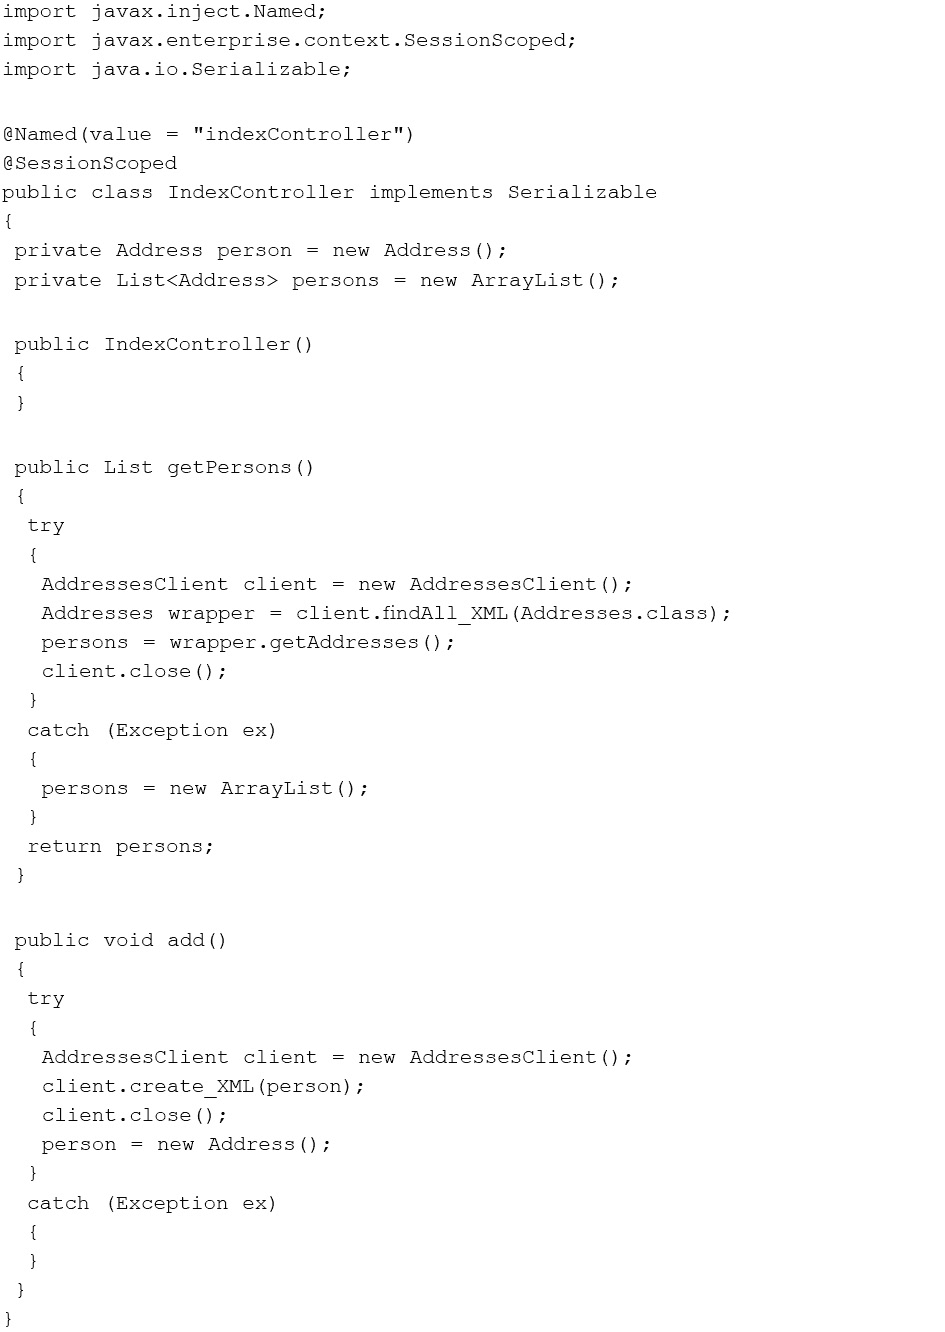 import javax.inject.Named;
import javax.enterprise.context.SessionScoped;
import java.io.Serializable;

@Named(value = "indexController")
@SessionScoped
public class IndexController implements Serializable
{
 private Address person = new Address();
 private List<Address> persons = new ArrayList();

 public IndexController()
 {
 }

 public List getPersons()
 {
  try
  {
   AddressesClient client = new AddressesClient();
   Addresses wrapper = client.findAll_XML(Addresses.class);
   persons = wrapper.getAddresses();
   client.close();
  }
  catch (Exception ex)
  {
   persons = new ArrayList();
  }
  return persons;
 }

 public void add()
 {
  try
  {
   AddressesClient client = new AddressesClient();
   client.create_XML(person);
   client.close();
   person = new Address();
  }
  catch (Exception ex)
  {
  }
 }
}